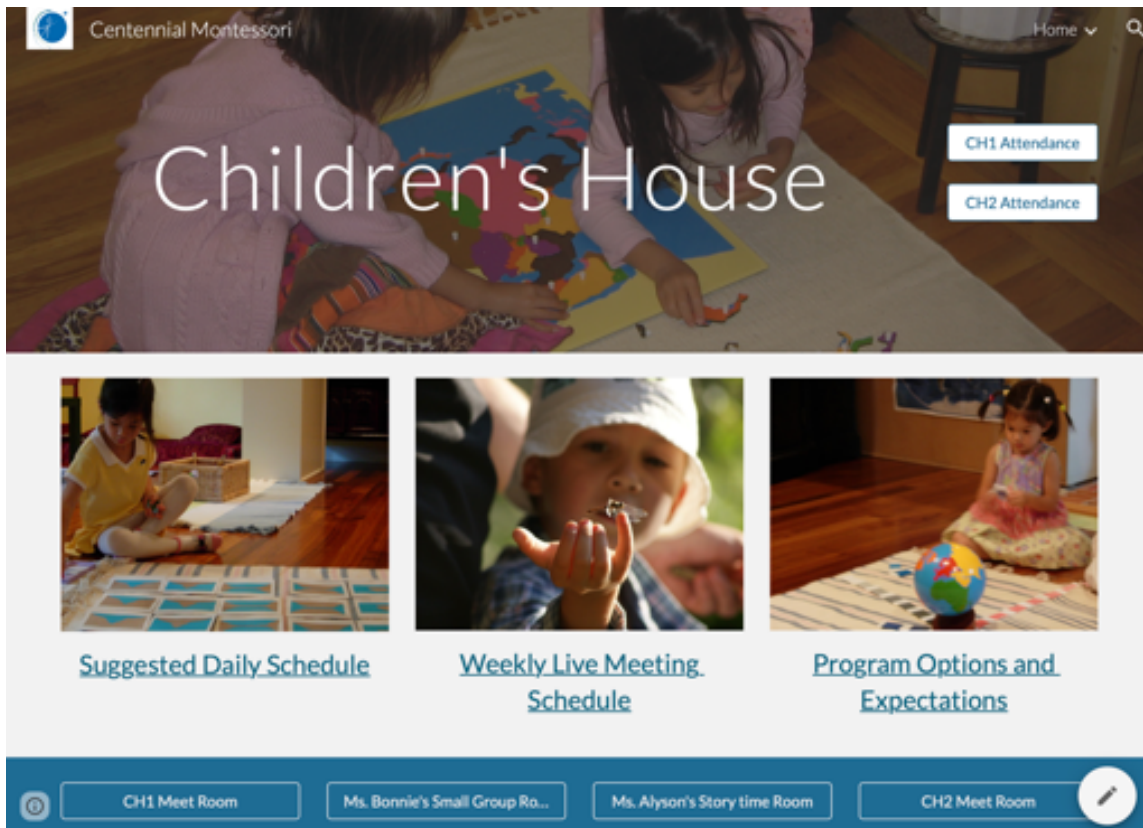 Centennial Montessori
Home
Children's House
CH1 Attendance
CH2 Attendance
Suggested Daily Schedule
Weekly Live Meeting
Schedule
Program Options and
Expectations
CH1 Meet Room
Ms. Bonnie's Small Group Ro...
Ms. Alyson's Story time Room
CH2 Meet Room